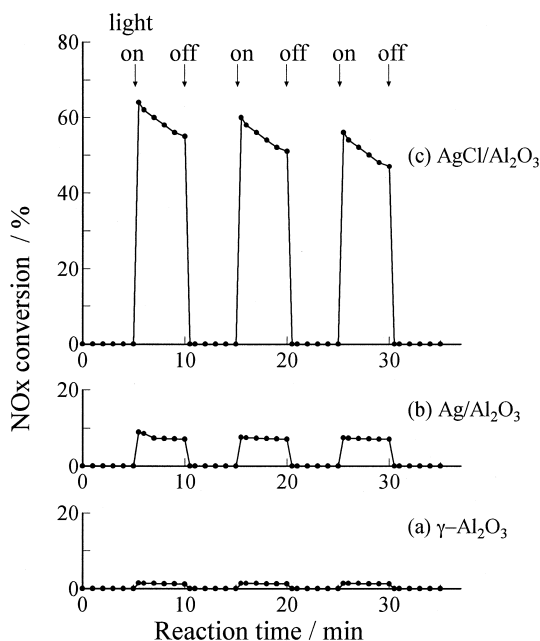 light
on off on off on off
80
60
40
20
0
0 10 20 30
(c) AgCl/Al₂O₃
NOx conversion / %
20
0
0 10 20 30
(b) Ag/Al₂O₃
20
0
0 10 20 30
(a) γ–Al₂O₃
Reaction time / min